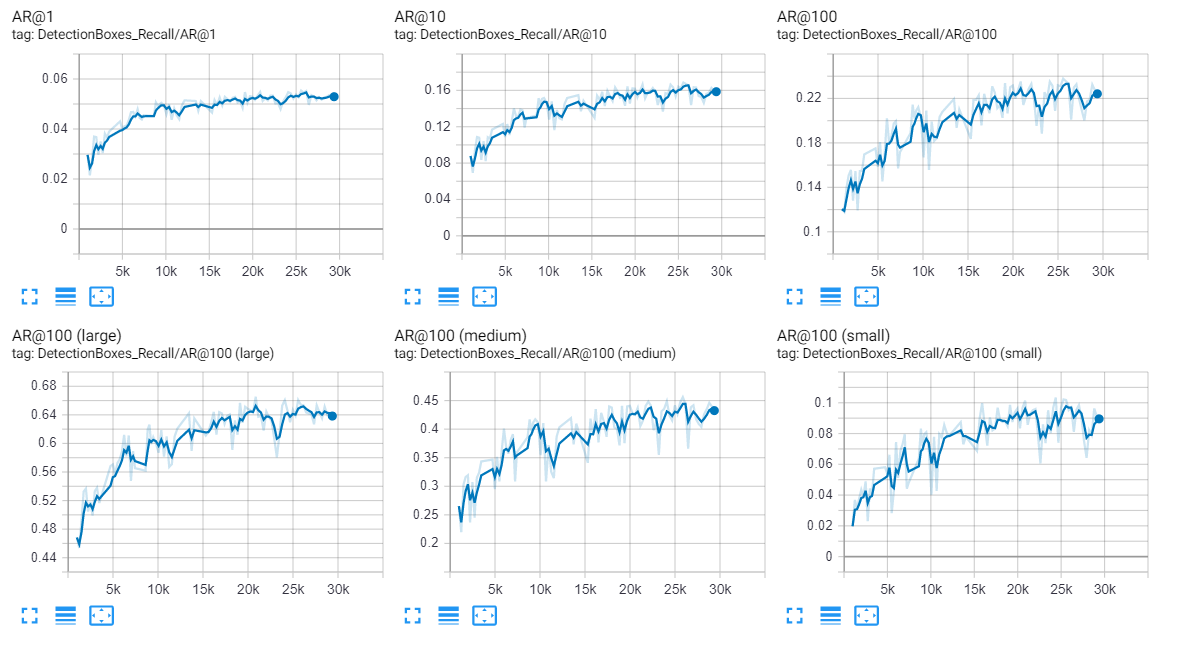 AR@1
tag: DetectionBoxes_Recall/AR@1
0.06
0.04
0.02
0
5k 10k 15k 20k 25k 30k
AR@10
tag: DetectionBoxes_Recall/AR@10
0.16
0.12
0.08
0.04
0
5k 10k 15k 20k 25k 30k
AR@100
tag: DetectionBoxes_Recall/AR@100
0.22
0.18
0.14
0.1
5k 10k 15k 20k 25k 30k
AR@100 (large)
tag: DetectionBoxes_Recall/AR@100 (large)
0.68
0.64
0.6
0.56
0.52
0.48
0.44
5k 10k 15k 20k 25k 30k
AR@100 (medium)
tag: DetectionBoxes_Recall/AR@100 (medium)
0.45
0.4
0.35
0.3
0.25
0.2
5k 10k 15k 20k 25k 30k
AR@100 (small)
tag: DetectionBoxes_Recall/AR@100 (small)
0.1
0.08
0.06
0.04
0.02
0
5k 10k 15k 20k 25k 30k